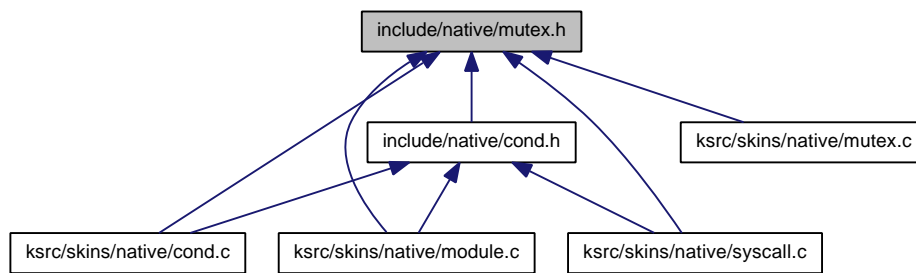 include/native/mutex.h
include/native/cond.h
ksrc/skins/native/mutex.c
ksrc/skins/native/cond.c
ksrc/skins/native/module.c
ksrc/skins/native/syscall.c